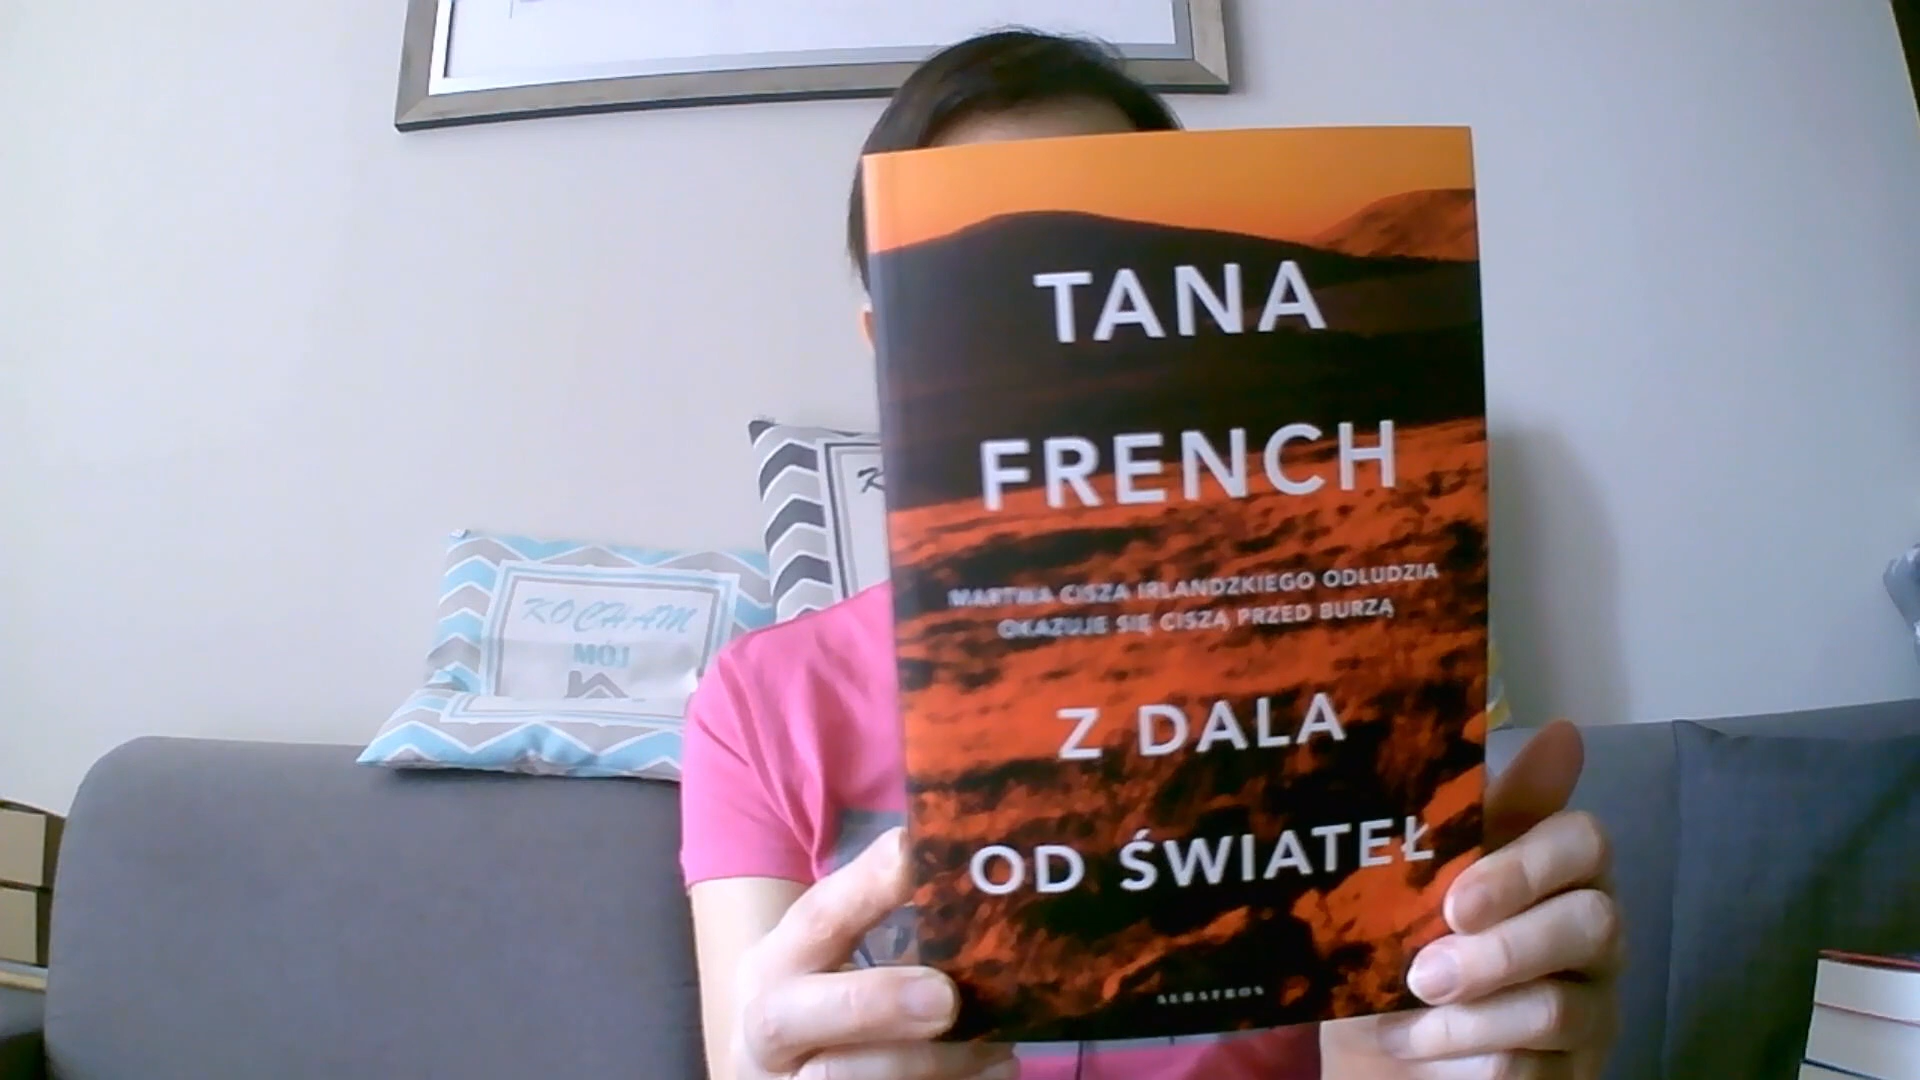 TANA
FRENCH
MARTWA CISZA IRLANDZKIEGO ODLUDZIA
OKAZUJE SIĘ CISZĄ PRZED BURZĄ
Z DALA
OD ŚWIATEŁ
ALBATROS
KOCHAM
MÓJ
K